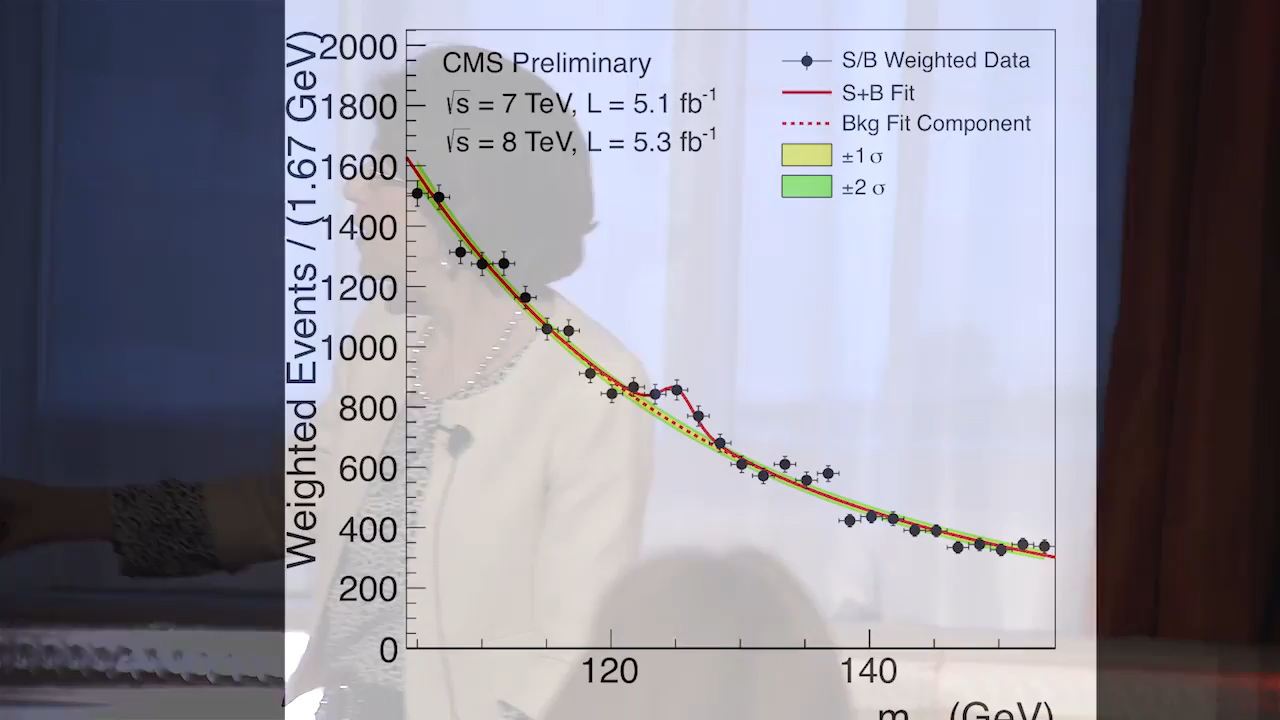 Weighted Events / (1.67 GeV)
2000
1800
1600
1400
1200
1000
800
600
400
200
0
CMS Preliminary
√s = 7 TeV, L = 5.1 fb-1
√s = 8 TeV, L = 5.3 fb-1
S/B Weighted Data
S+B Fit
Bkg Fit Component
±1 σ
±2 σ
120
140
m (GeV)